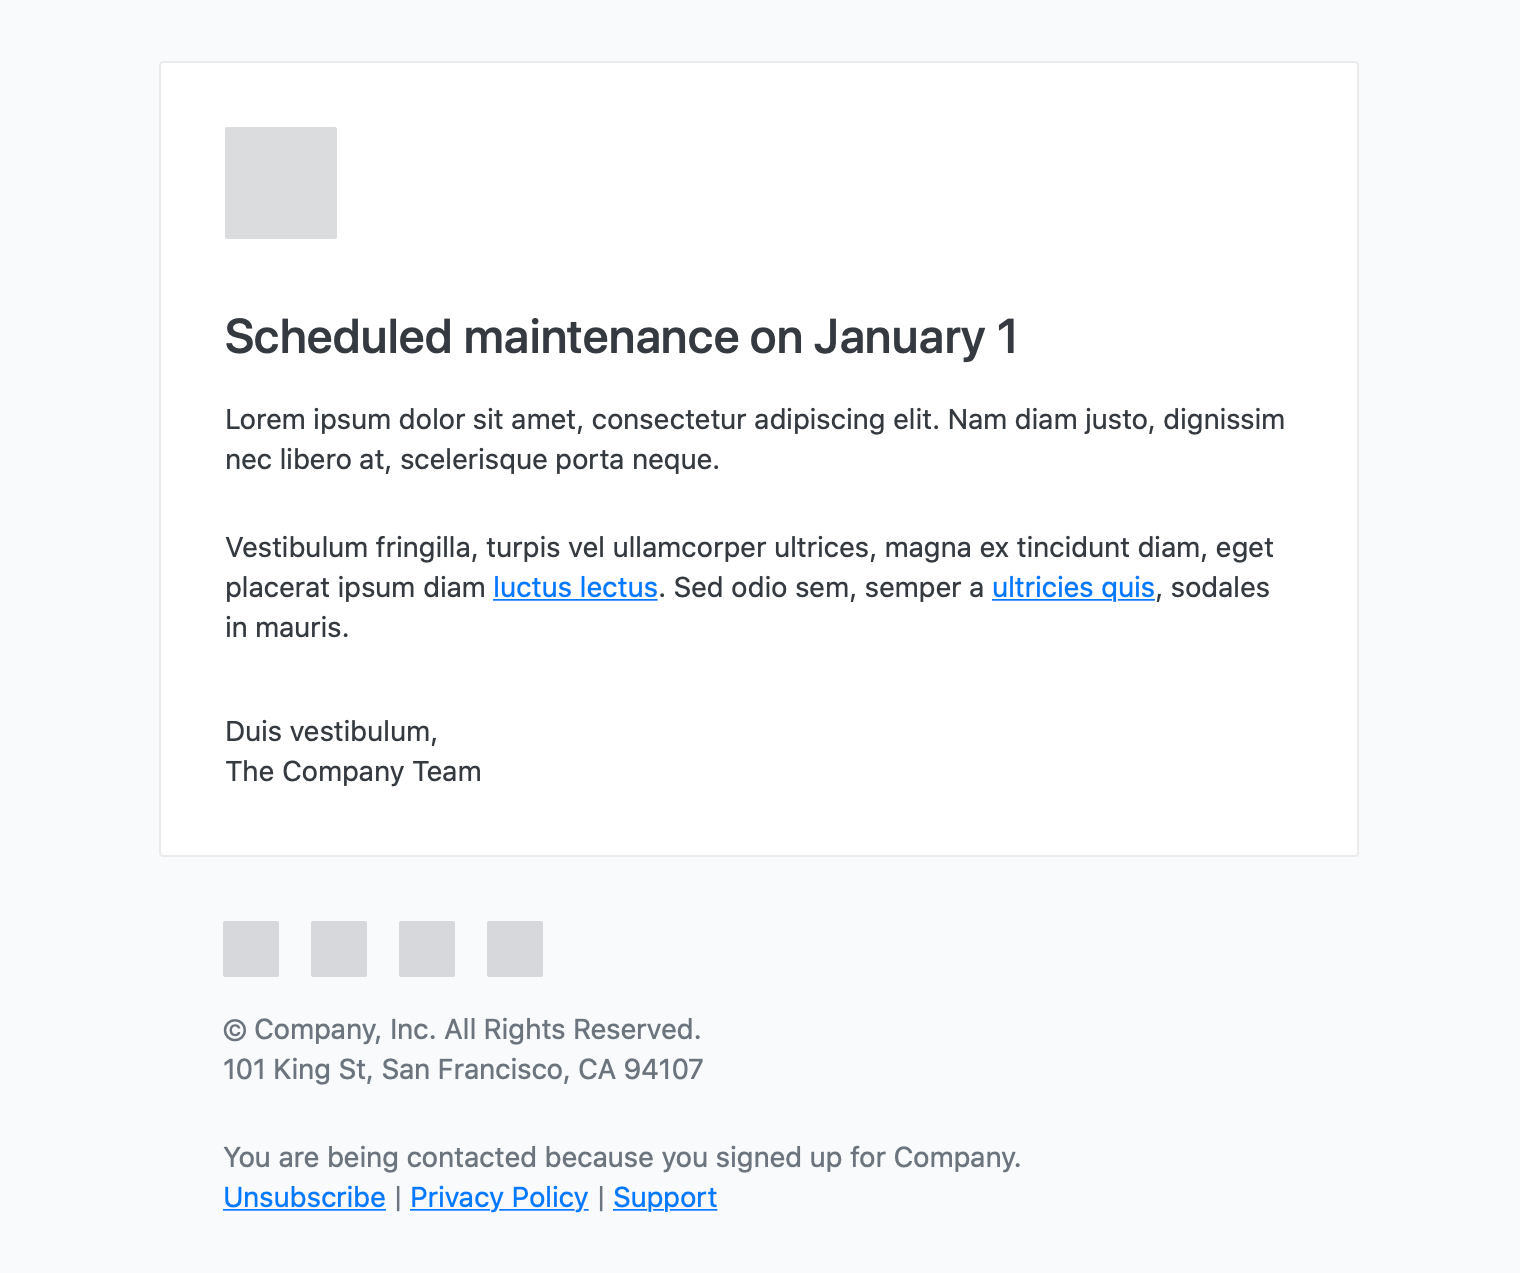 Scheduled maintenance on January 1
Lorem ipsum dolor sit amet, consectetur adipiscing elit. Nam diam justo, dignissim
nec libero at, scelerisque porta neque.
Vestibulum fringilla, turpis vel ullamcorper ultrices, magna ex tincidunt diam, eget
placerat ipsum diam luctus lectus. Sed odio sem, semper a ultricies quis, sodales
in mauris.
Duis vestibulum,
The Company Team
© Company, Inc. All Rights Reserved.
101 King St, San Francisco, CA 94107
You are being contacted because you signed up for Company.
Unsubscribe | Privacy Policy | Support